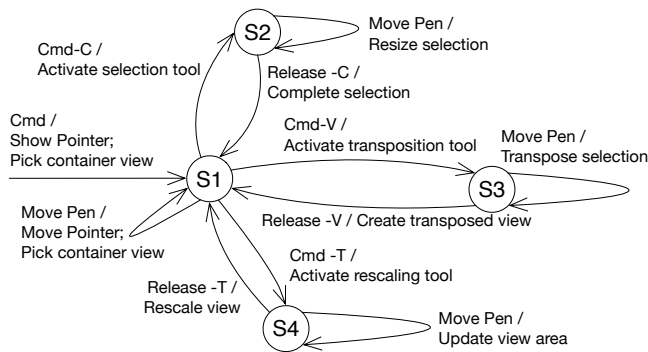 S2
Move Pen /
Resize selection
Cmd-C /
Activate selection tool
Release -C /
Complete selection
Cmd /
Show Pointer;
Pick container view
Cmd-V /
Activate transposition tool
Move Pen /
Transpose selection
S1
S3
Move Pen /
Move Pointer;
Pick container view
Release -V / Create transposed view
Cmd -T /
Activate rescaling tool
Release -T /
Rescale view
S4
Move Pen /
Update view area